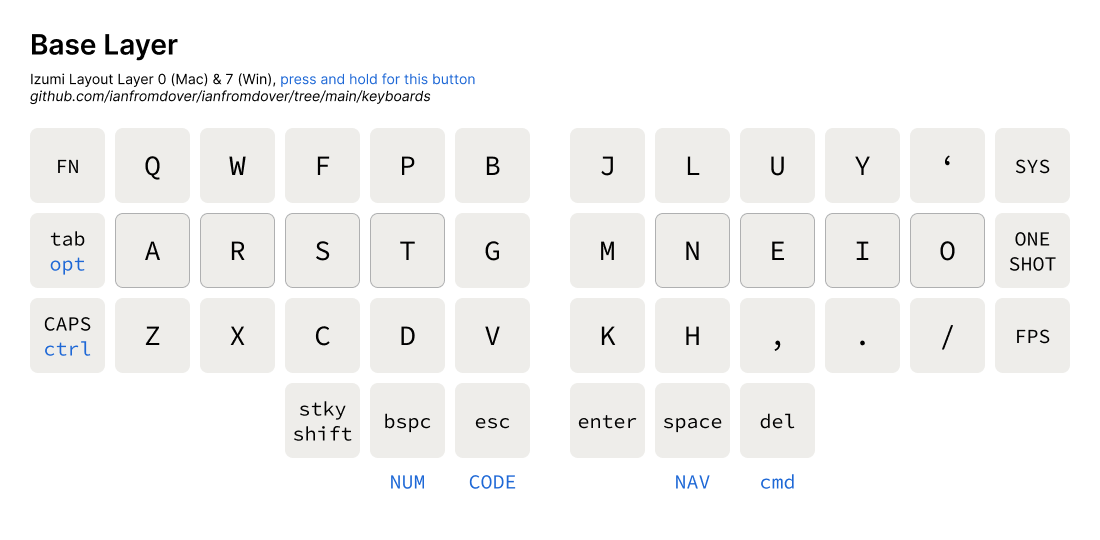 Base Layer
Izumi Layout Layer 0 (Mac) & 7 (Win), press and hold for this button
github.com/ianfromdover/ianfromdover/tree/main/keyboards
FN Q W F P B J L U Y ‘ SYS
tab opt A R S T G M N E I O ONE SHOT
CAPS ctrl Z X C D V K H , . / FPS
stky shift bspc esc enter space del
NUM CODE NAV cmd